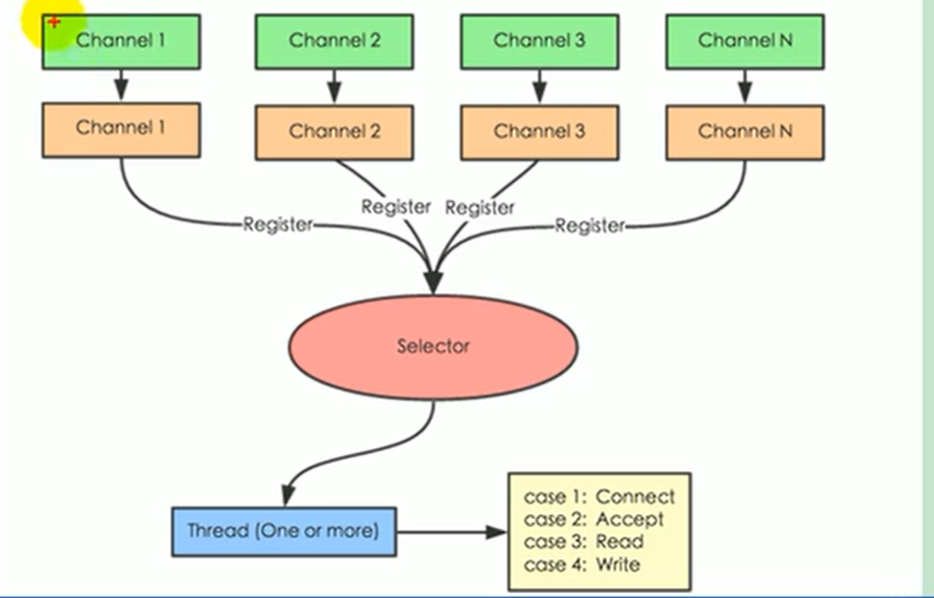 Channel 1
Channel 2
Channel 3
Channel N
Channel 1
Channel 2
Channel 3
Channel N
Register
Register
Register
Register
Selector
Thread (One or more)
case 1: Connect
case 2: Accept
case 3: Read
case 4: Write